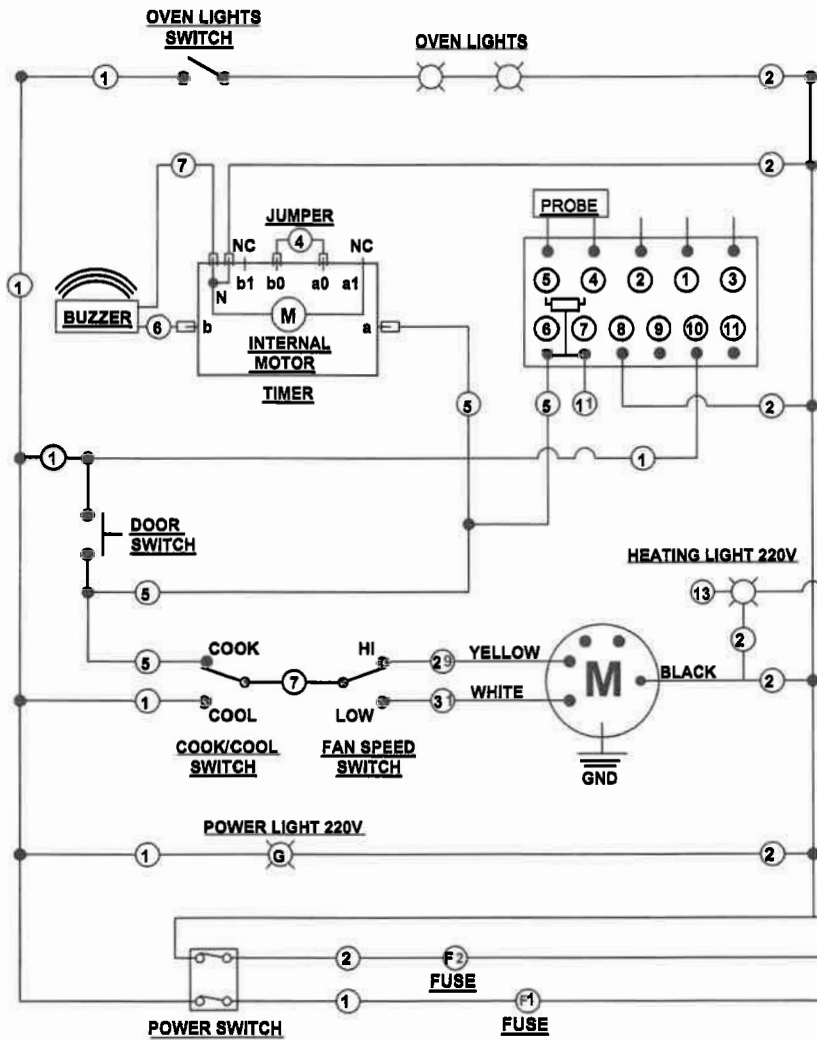 OVEN LIGHTS
SWITCH
OVEN LIGHTS
1
2
7
2
JUMPER
4
PROBE
NC
NC
b1
b0
a0
a1
N
5
4
2
1
3
1
BUZZER
M
6
b
a
INTERNAL
MOTOR
TIMER
6
7
8
9
10
11
5
5
11
2
1
1
DOOR
SWITCH
HEATING LIGHT 220V
5
13
2
COOK
HI
5
29
YELLOW
7
M
BLACK
2
1
31
WHITE
COOL
LOW
COOK/COOL
SWITCH
FAN SPEED
SWITCH
GND
POWER LIGHT 220V
1
G
2
2
F2
FUSE
1
F1
POWER SWITCH
FUSE